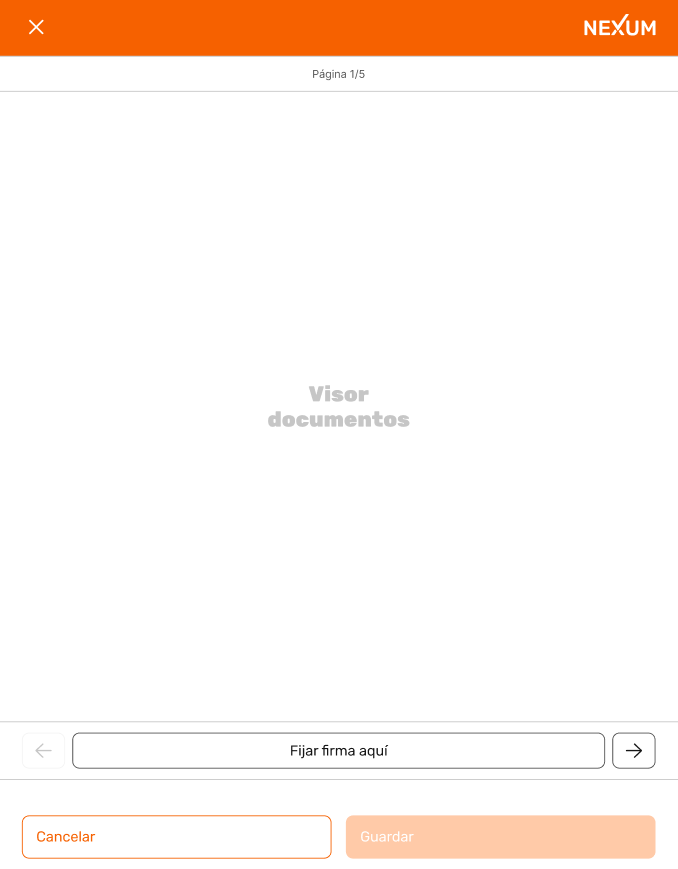 NEXUM
Página 1/5
Visor
documentos
Fijar firma aquí
Cancelar
Guardar